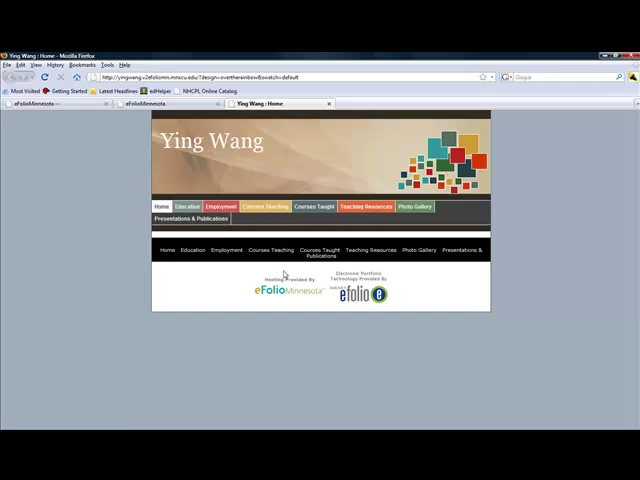 Ying Wang : Home - Mozilla Firefox
File Edit View History Bookmarks Tools Help
http://yingwang.v2efoliomn.mnscu.edu/?design=overtherainbow&swatch=default
Google
Most Visited Getting Started Latest Headlines edHelper NHCPL Online Catalog
eFolioMinnesota — eFolioMinnesota Ying Wang : Home
Ying Wang
Home Education Employment Courses Teaching Courses Taught Teaching Resources Photo Gallery
Presentations & Publications
Home Education Employment Courses Teaching Courses Taught Teaching Resources Photo Gallery Presentations &
Publications
Hosting Provided By
eFolioMinnesota
Electronic Portfolio
Technology Provided By
efolio e